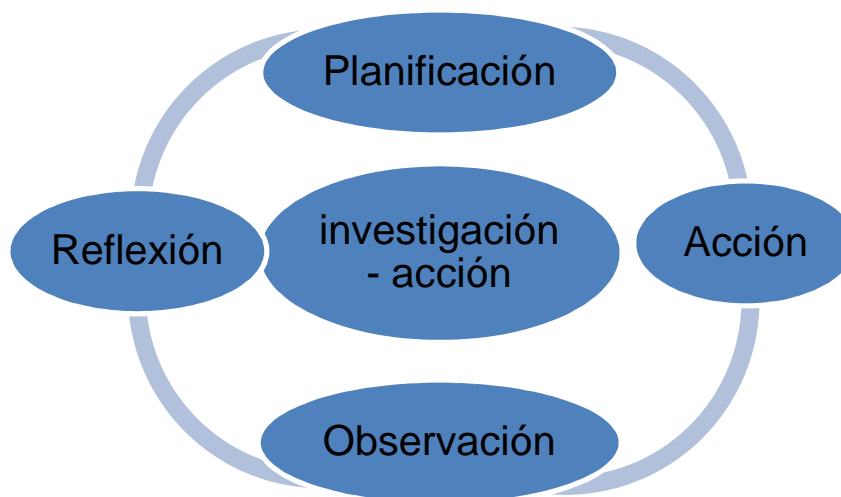 Planificación
Reflexión
investigación
- acción
Acción
Observación